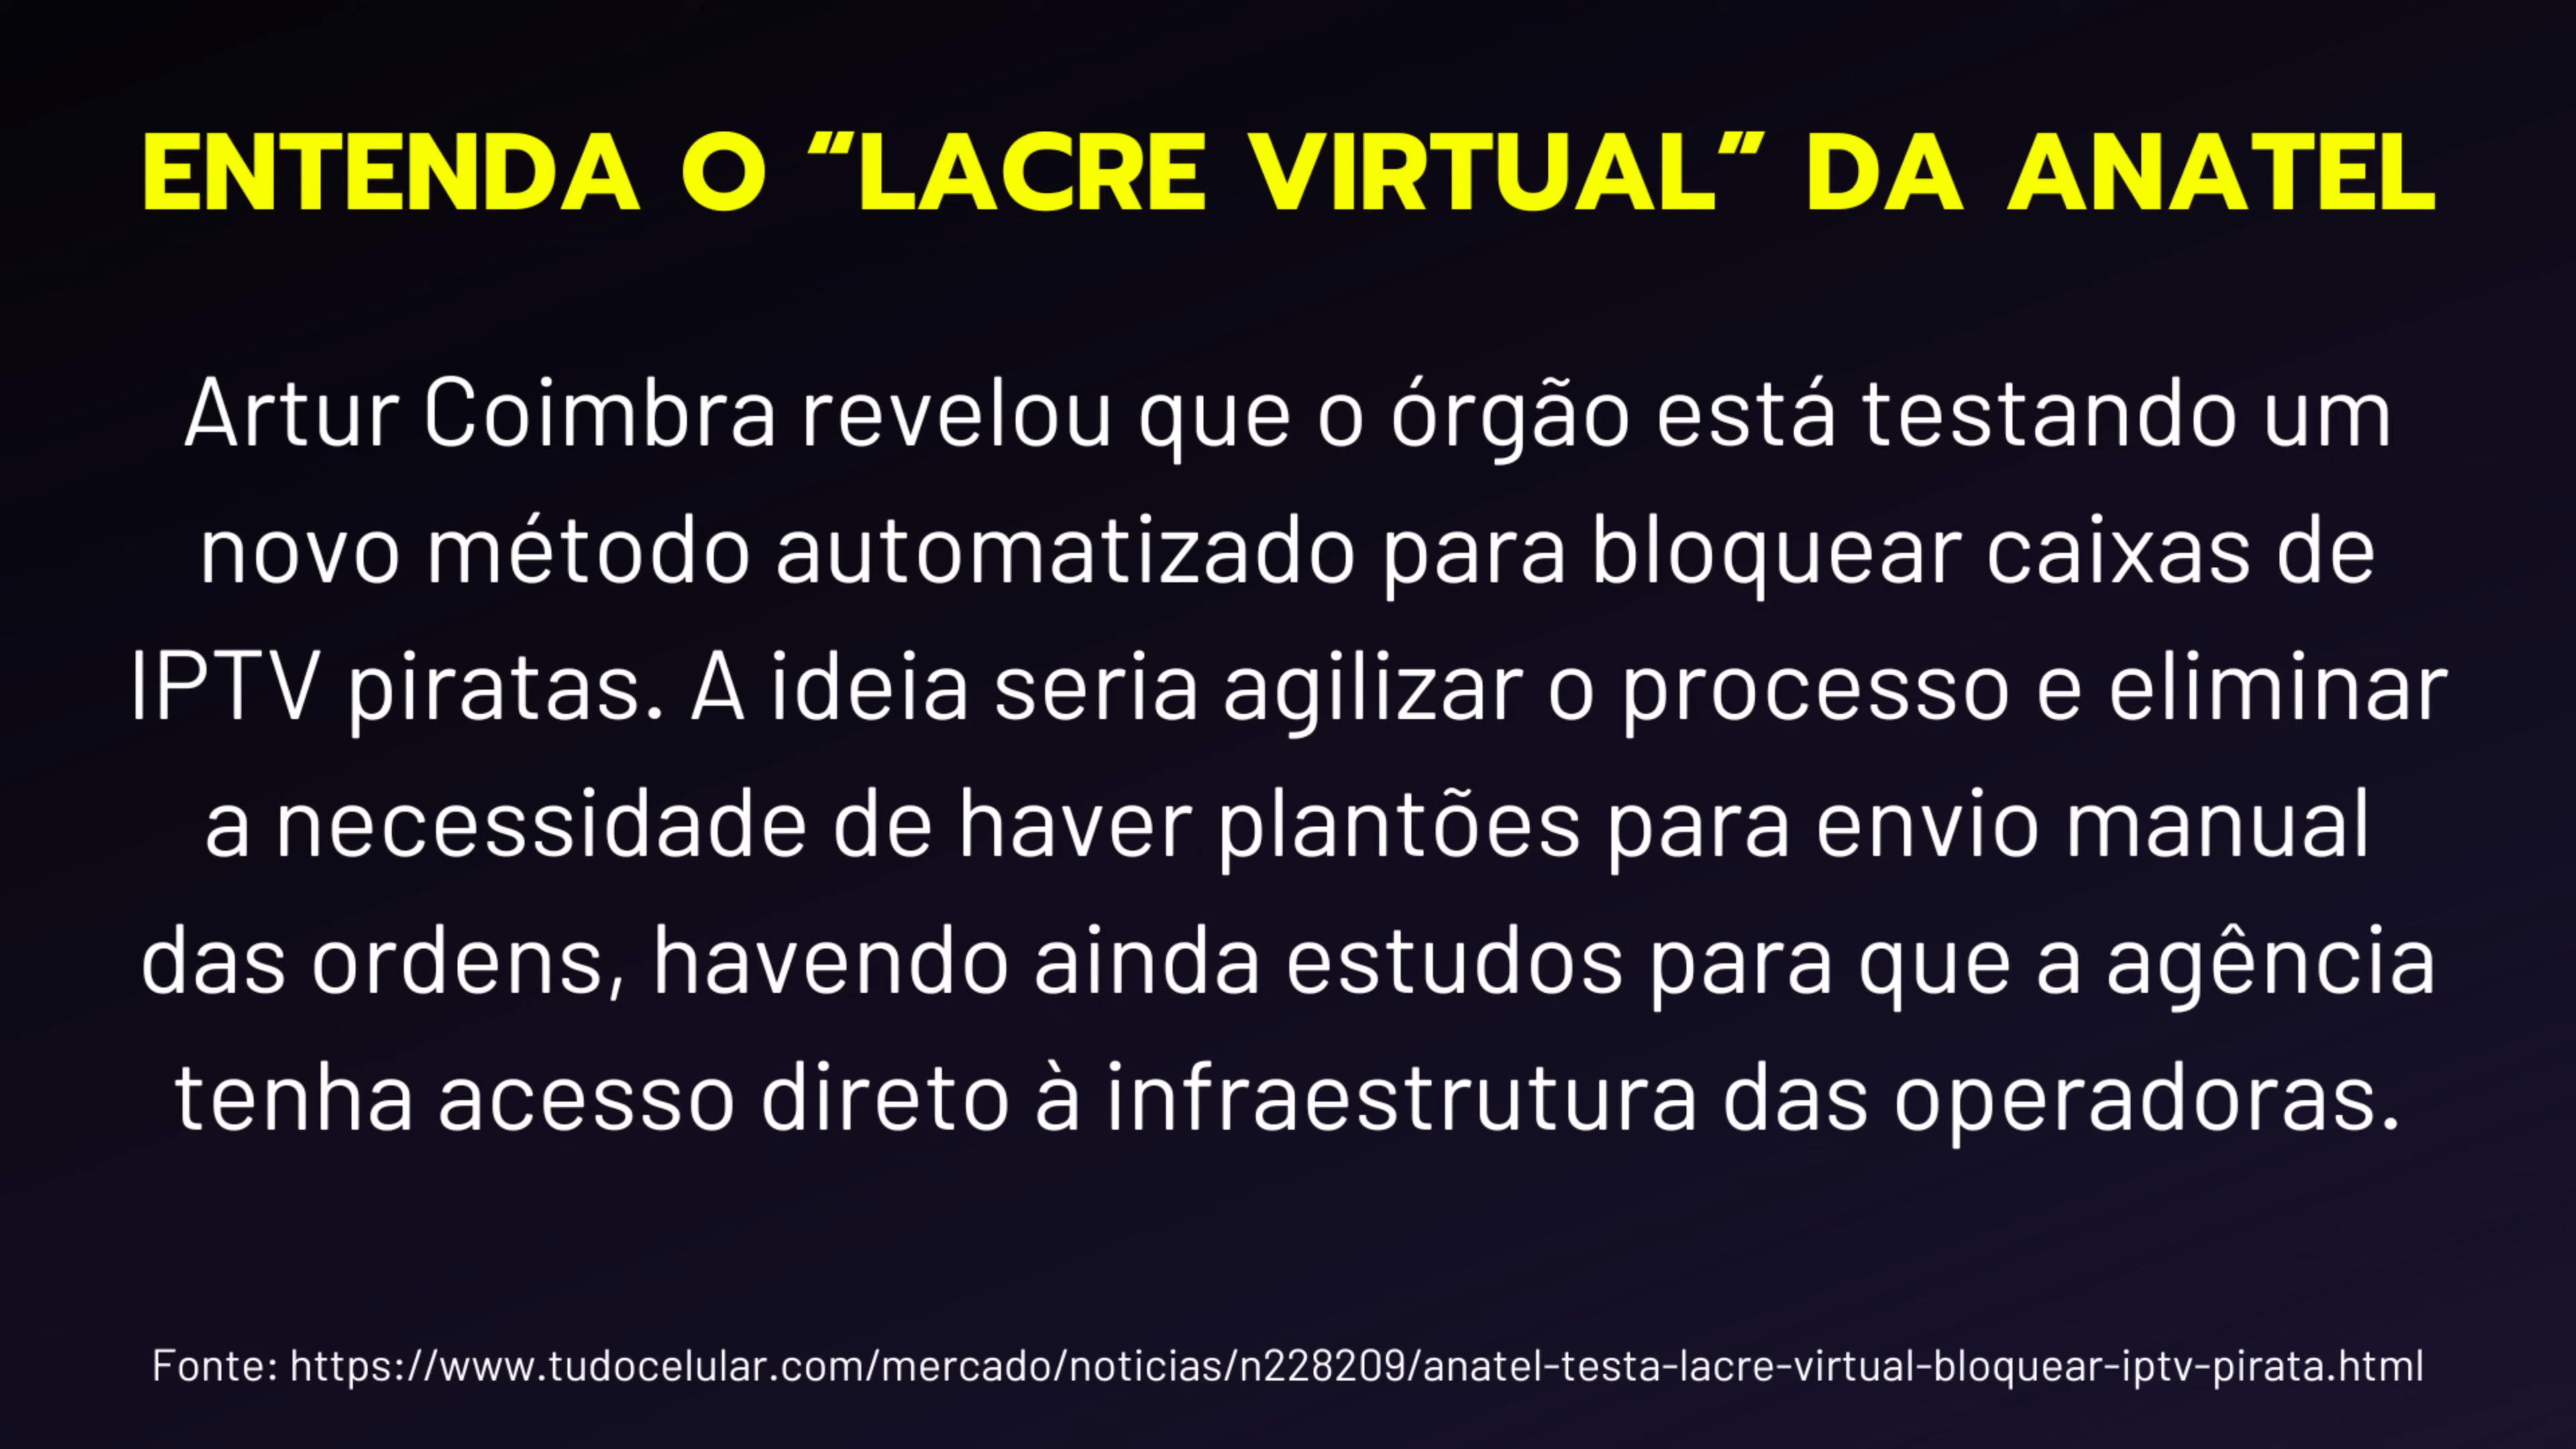 ENTENDA O “LACRE VIRTUAL” DA ANATEL
Artur Coimbra revelou que o órgão está testando um
novo método automatizado para bloquear caixas de
IPTV piratas. A ideia seria agilizar o processo e eliminar
a necessidade de haver plantões para envio manual
das ordens, havendo ainda estudos para que a agência
tenha acesso direto à infraestrutura das operadoras.
Fonte: https://www.tudocelular.com/mercado/noticias/n228209/anatel-testa-lacre-virtual-bloquear-iptv-pirata.html